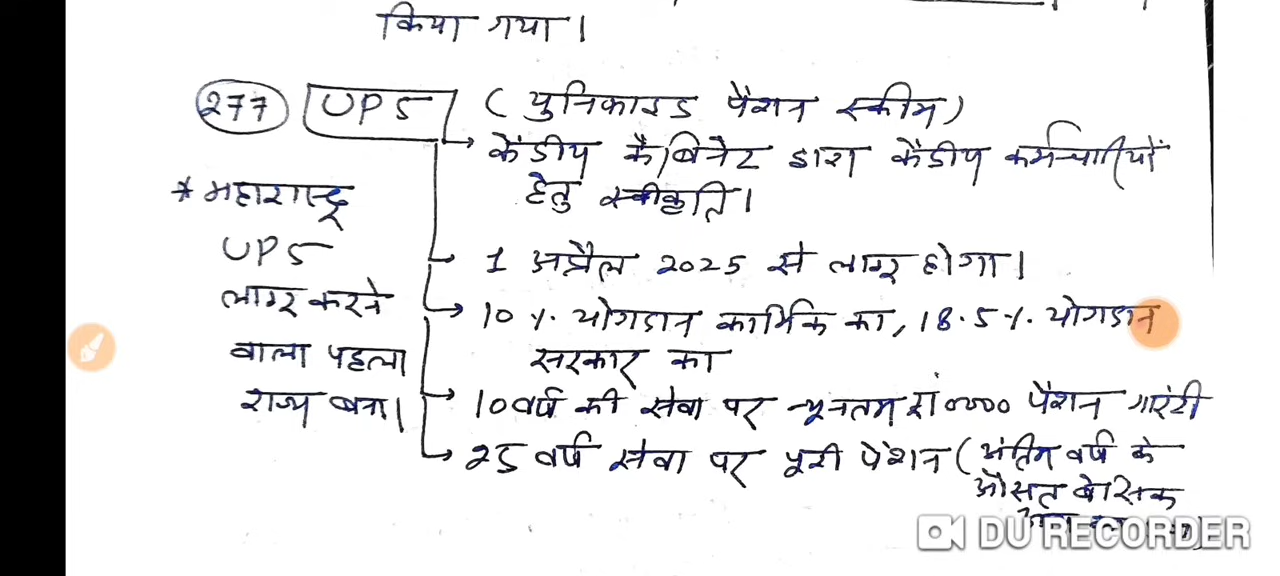 किया गया।
277 UPS (युनिफाइड पेंशन स्कीम)
केंद्रीय कैबिनेट द्वारा केंद्रीय कर्मचारियों
हेतु स्वीकृति।
1 अप्रैल 2025 से लागू होगा।
10%. योगदान कार्मिक का, 18.5%. योगदान
सरकार का
10 वर्ष की सेवा पर न्यूनतम 10000 पेंशन गारंटी
25 वर्ष सेवा पर पूरी पेंशन (अंतिम वर्ष के
औसत बेसिक
* महाराष्ट्र
UPS
लागू करने
वाला पहला
राज्य बना।
DU RECORDER